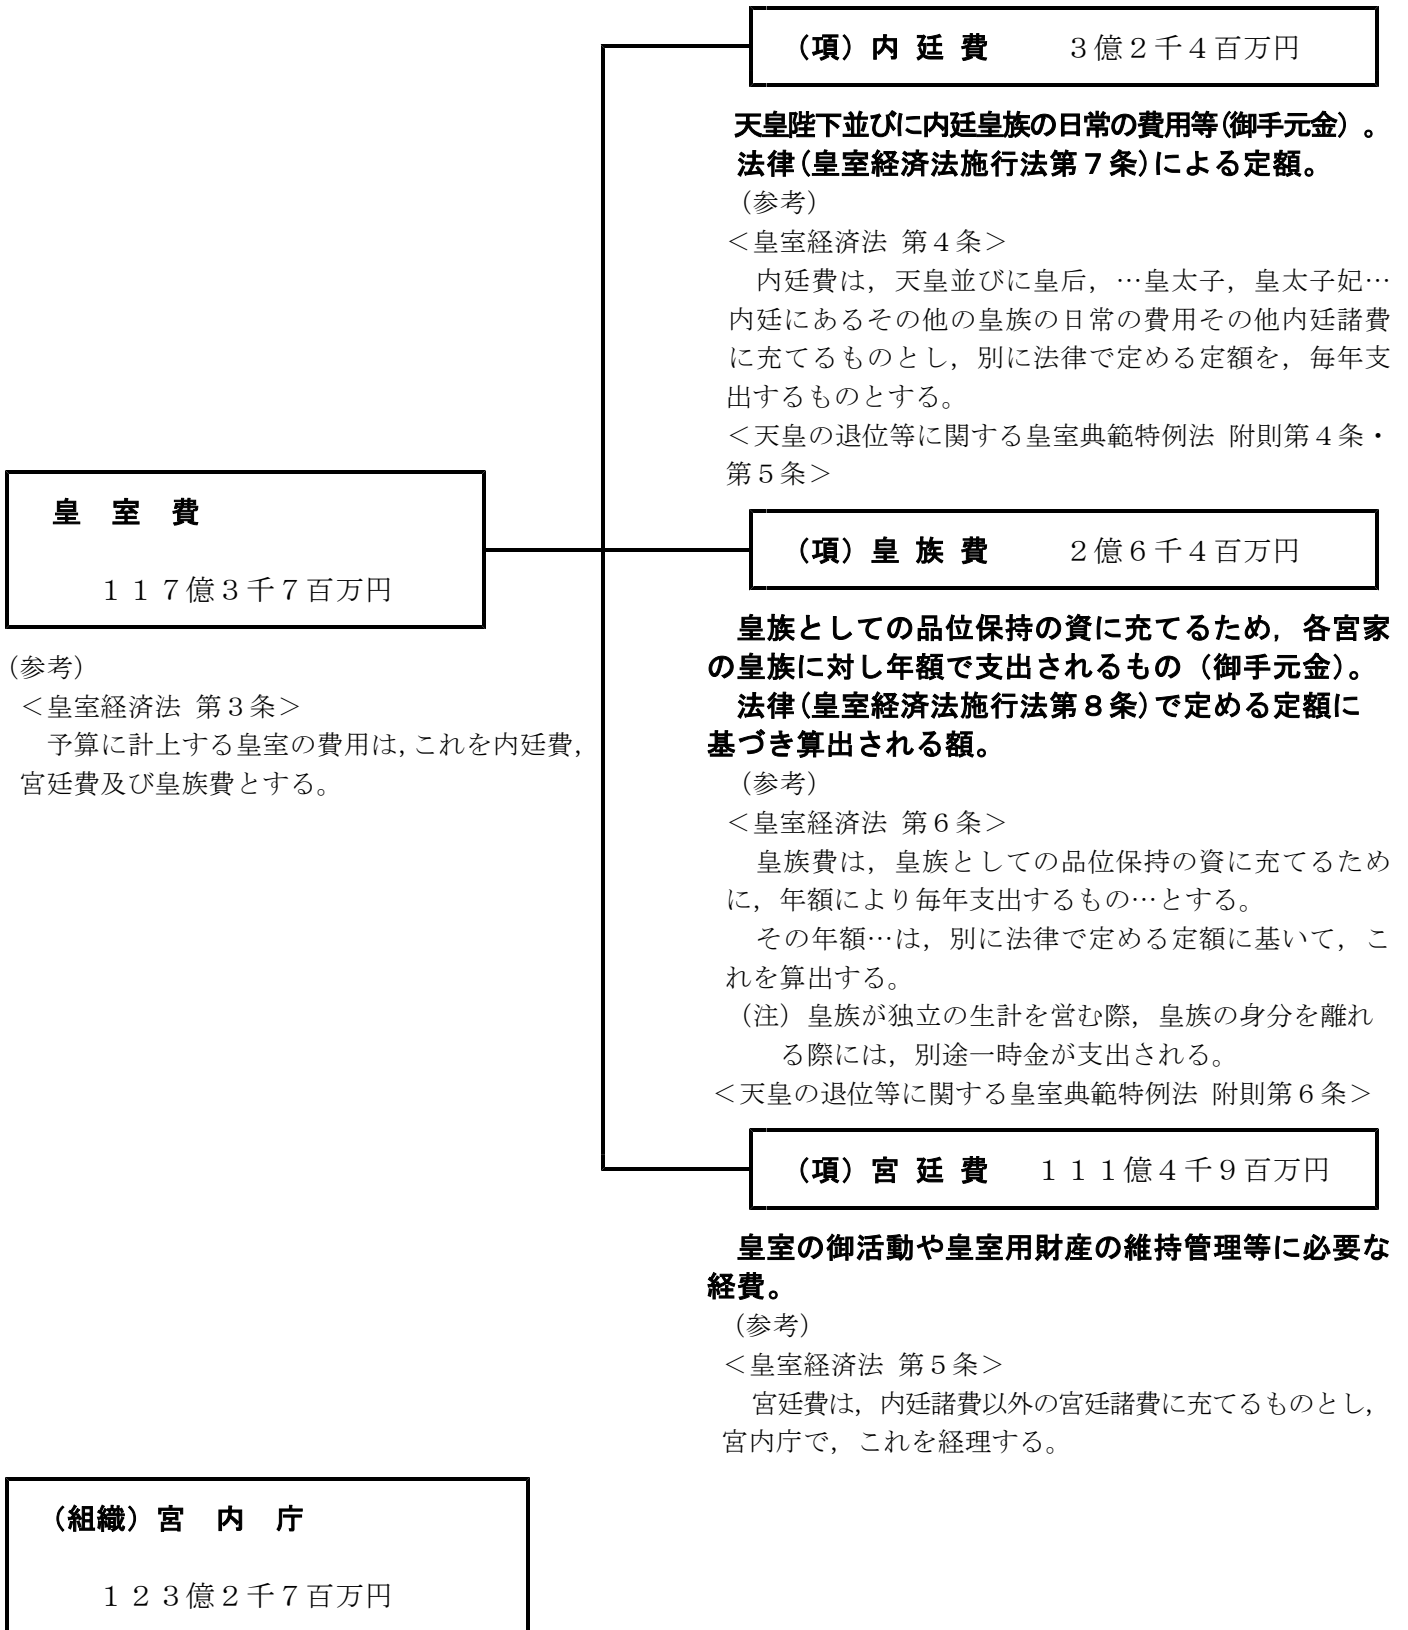 （項）内 廷 費　　３億２千４百万円
天皇陛下並びに内廷皇族の日常の費用等(御手元金）。
法律(皇室経済法施行法第７条)による定額。
（参考）
＜皇室経済法 第４条＞
内廷費は，天皇並びに皇后，…皇太子，皇太子妃…
内廷にあるその他の皇族の日常の費用その他内廷諸費
に充てるものとし，別に法律で定める定額を，毎年支
出するものとする。
＜天皇の退位等に関する皇室典範特例法 附則第４条・
第５条＞
皇　室　費
１１７億３千７百万円
（参考）
＜皇室経済法 第３条＞
予算に計上する皇室の費用は，これを内廷費，
宮廷費及び皇族費とする。
（項）皇 族 費　　２億６千４百万円
皇族としての品位保持の資に充てるため，各宮家
の皇族に対し年額で支出されるもの（御手元金）。
法律(皇室経済法施行法第８条)で定める定額に
基づき算出される額。
（参考）
＜皇室経済法 第６条＞
皇族費は，皇族としての品位保持の資に充てるため
に，年額により毎年支出するもの…とする。
その年額…は，別に法律で定める定額に基いて，こ
れを算出する。
（注）皇族が独立の生計を営む際，皇族の身分を離れ
る際には，別途一時金が支出される。
＜天皇の退位等に関する皇室典範特例法 附則第６条＞
（項）宮 廷 費　１１１億４千９百万円
皇室の御活動や皇室用財産の維持管理等に必要な
経費。
（参考）
＜皇室経済法 第５条＞
宮廷費は，内廷諸費以外の宮廷諸費に充てるものとし，
宮内庁で，これを経理する。
（組織）宮　内　庁
１２３億２千７百万円